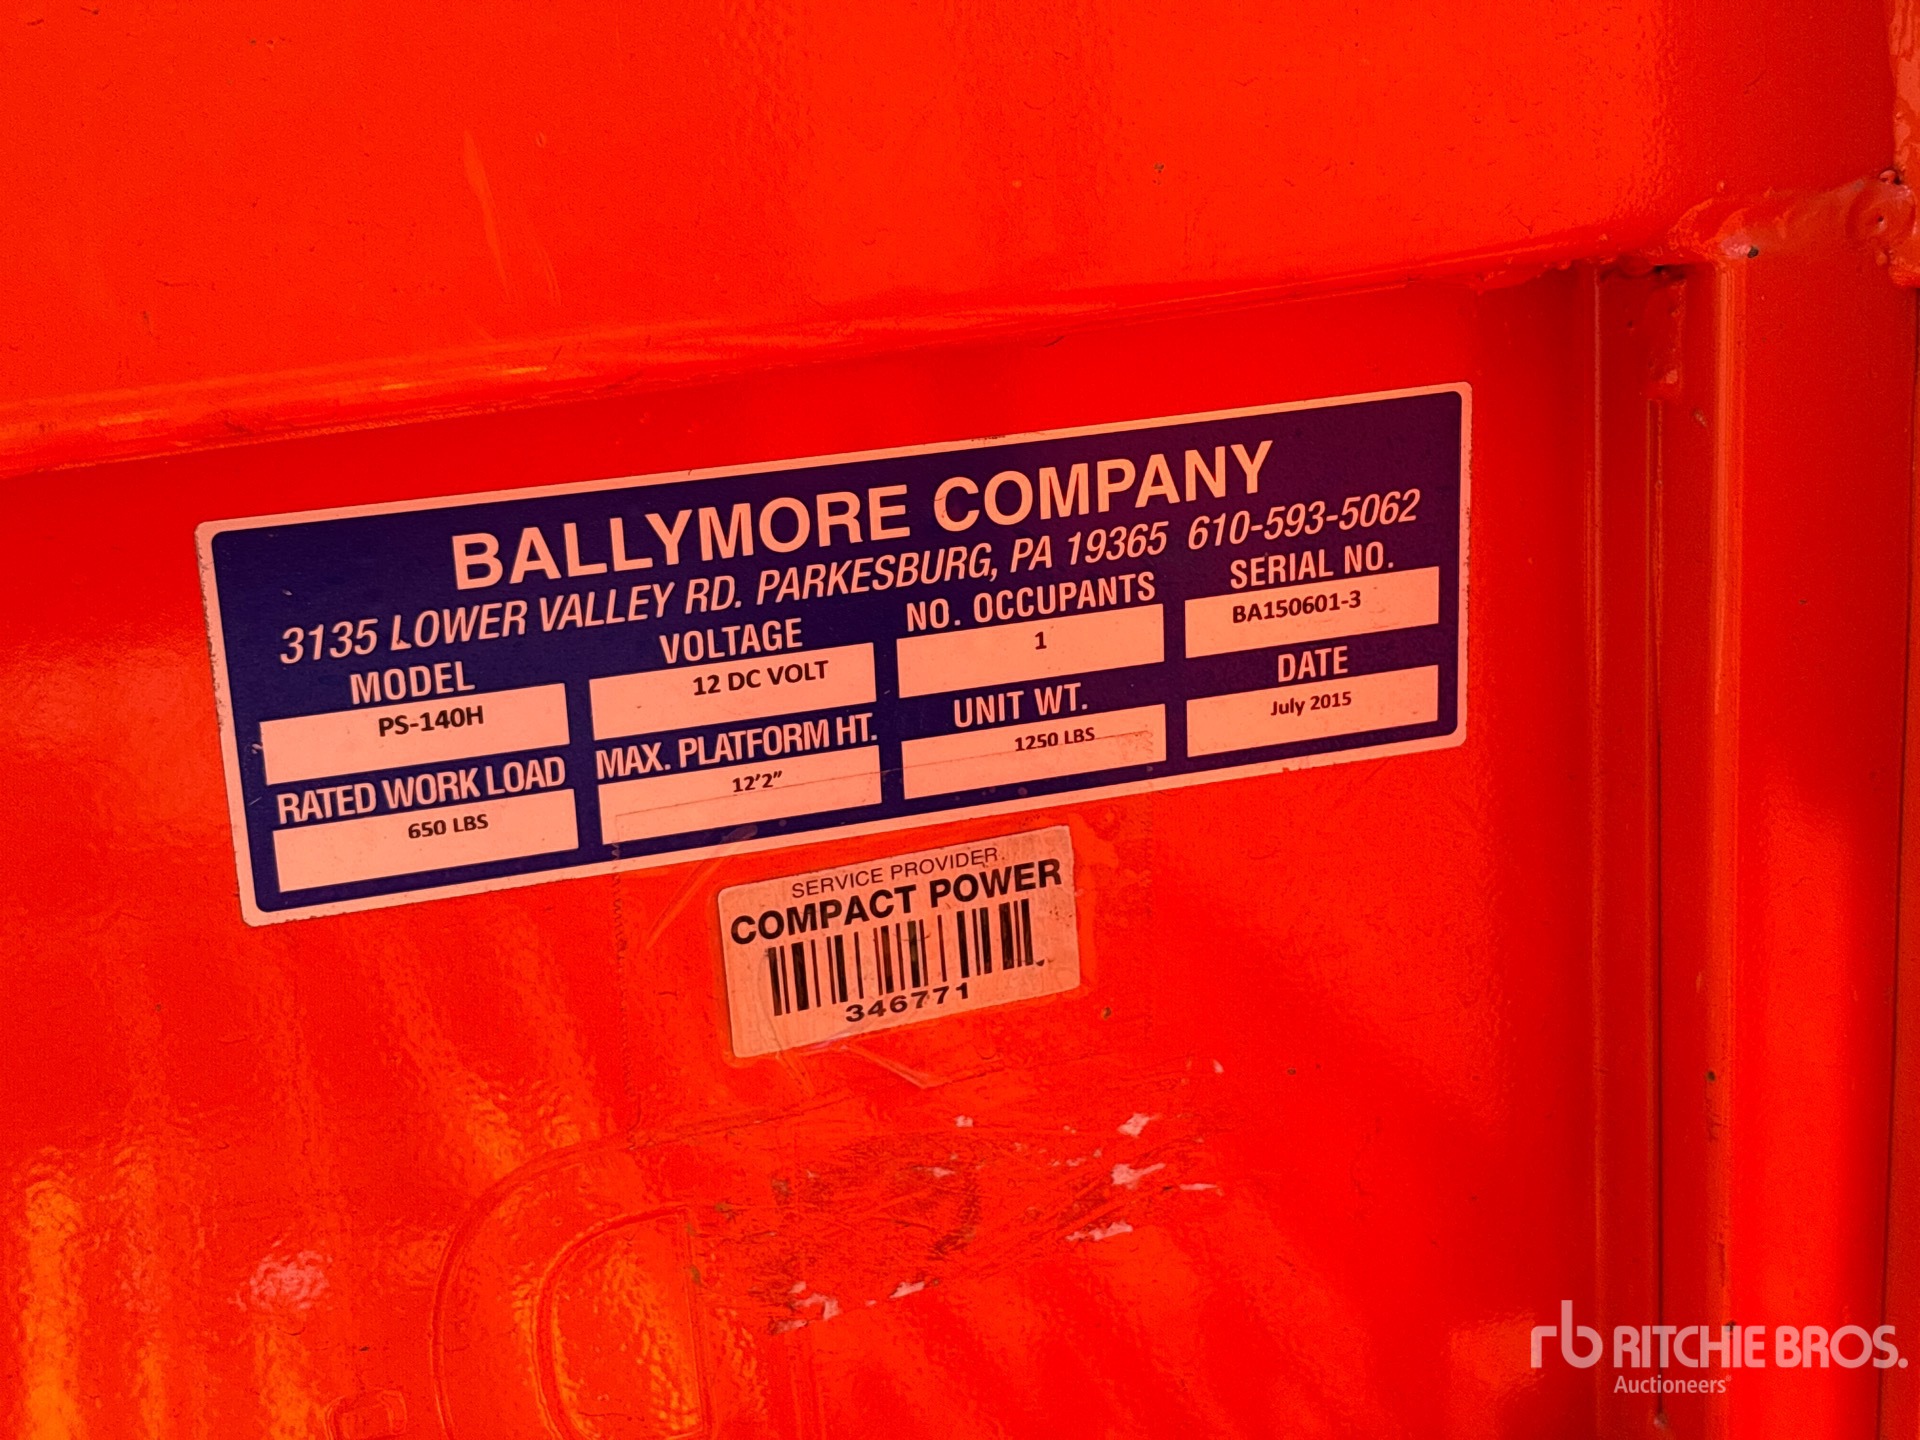 BALLYMORE COMPANY
3135 LOWER VALLEY RD. PARKESBURG, PA 19365 610-593-5062
MODEL VOLTAGE NO. OCCUPANTS SERIAL NO.
PS-140H 12 DC VOLT 1 BA150601-3
RATED WORK LOAD MAX. PLATFORM HT. UNIT WT. DATE
650 LBS 12'2" 1250 LBS July 2015
SERVICE PROVIDER
COMPACT POWER
346771
rb RITCHIE BROS.
Auctioneers